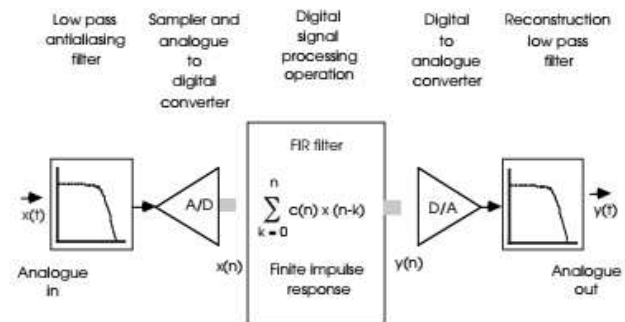 Low pass
antialiasing
filter
Sampler and
analogue
to
digital
converter
Digital
signal
processing
operation
Digital
to
analogue
converter
Reconstruction
low pass
filter
x(t)
Analogue
in
A/D
x(n)
FIR filter
n
∑ c(n) x (n-k)
k = 0
Finite impulse
response
y(n)
D/A
y(t)
Analogue
out